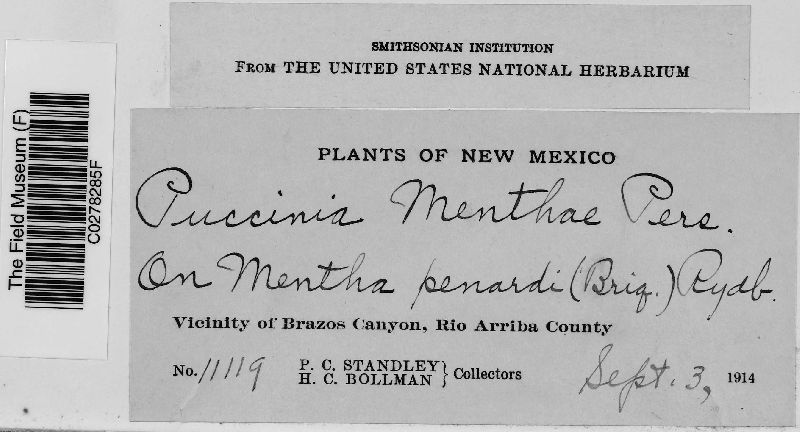 SMITHSONIAN INSTITUTION
FROM THE UNITED STATES NATIONAL HERBARIUM
The Field Museum (F)
C0278285F
PLANTS OF NEW MEXICO
Puccinia Menthae Pers.
On Mentha penardi (Briq.) Rydb.
Vicinity of Brazos Canyon, Rio Arriba County
No. 11119
P. C. STANDLEY
H. C. BOLLMAN } Collectors
Sept. 3, 1914